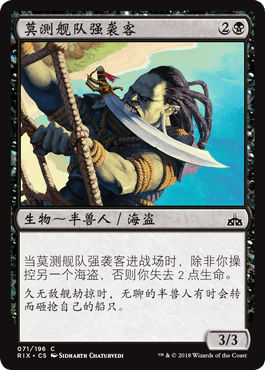 莫测舰队强袭客 2
生物～半兽人／海盗
当莫测舰队强袭客进战场时，除非你操
控另一个海盗，否则你失去 2 点生命。
久无敌舰劫掠时，无聊的半兽人有时会转
而砸抢自己的船只。
3/3
071/196 C
RIX • CS SIDHARTH CHATURVEDI
™ & © 2018 Wizards of the Coast